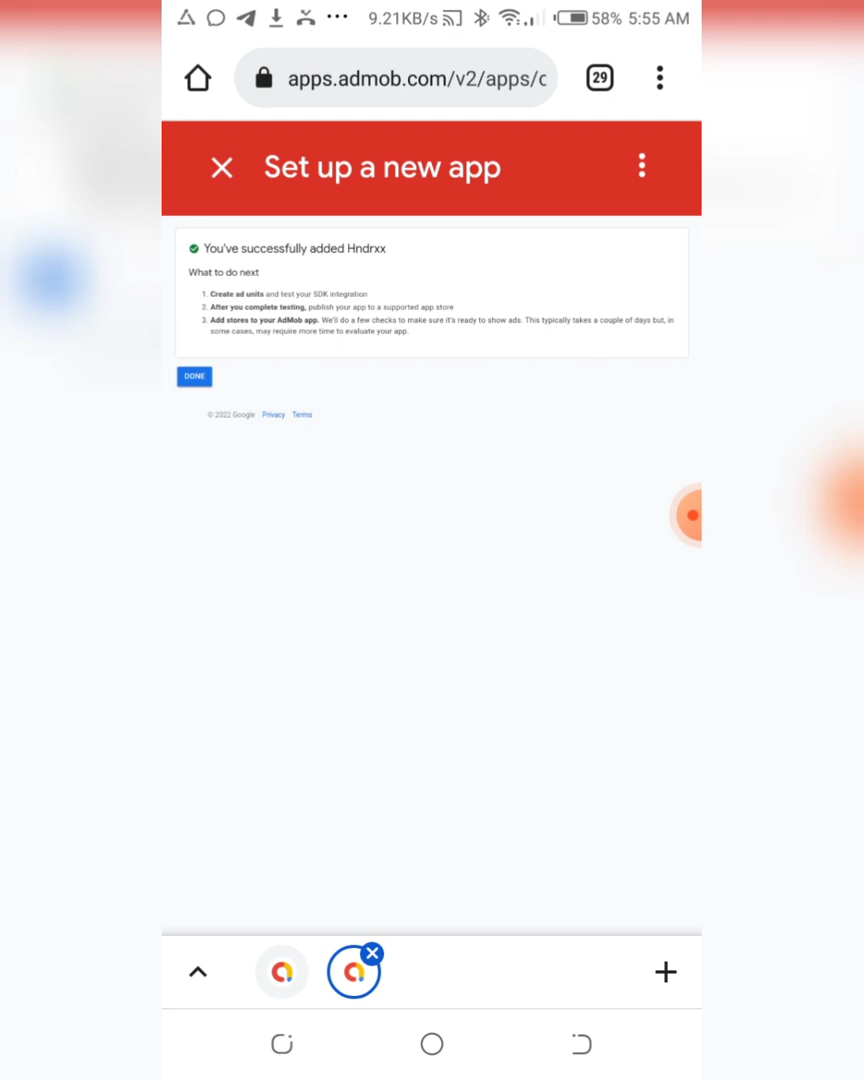 9.21KB/s 58% 5:55 AM
apps.admob.com/v2/apps/c 29
Set up a new app
You've successfully added Hndrxx
What to do next
1. Create ad units and test your SDK integration
2. After you complete testing, publish your app to a supported app store
3. Add stores to your AdMob app. We'll do a few checks to make sure it's ready to show ads. This typically takes a couple of days but, in
some cases, may require more time to evaluate your app.
DONE
© 2022 Google Privacy Terms